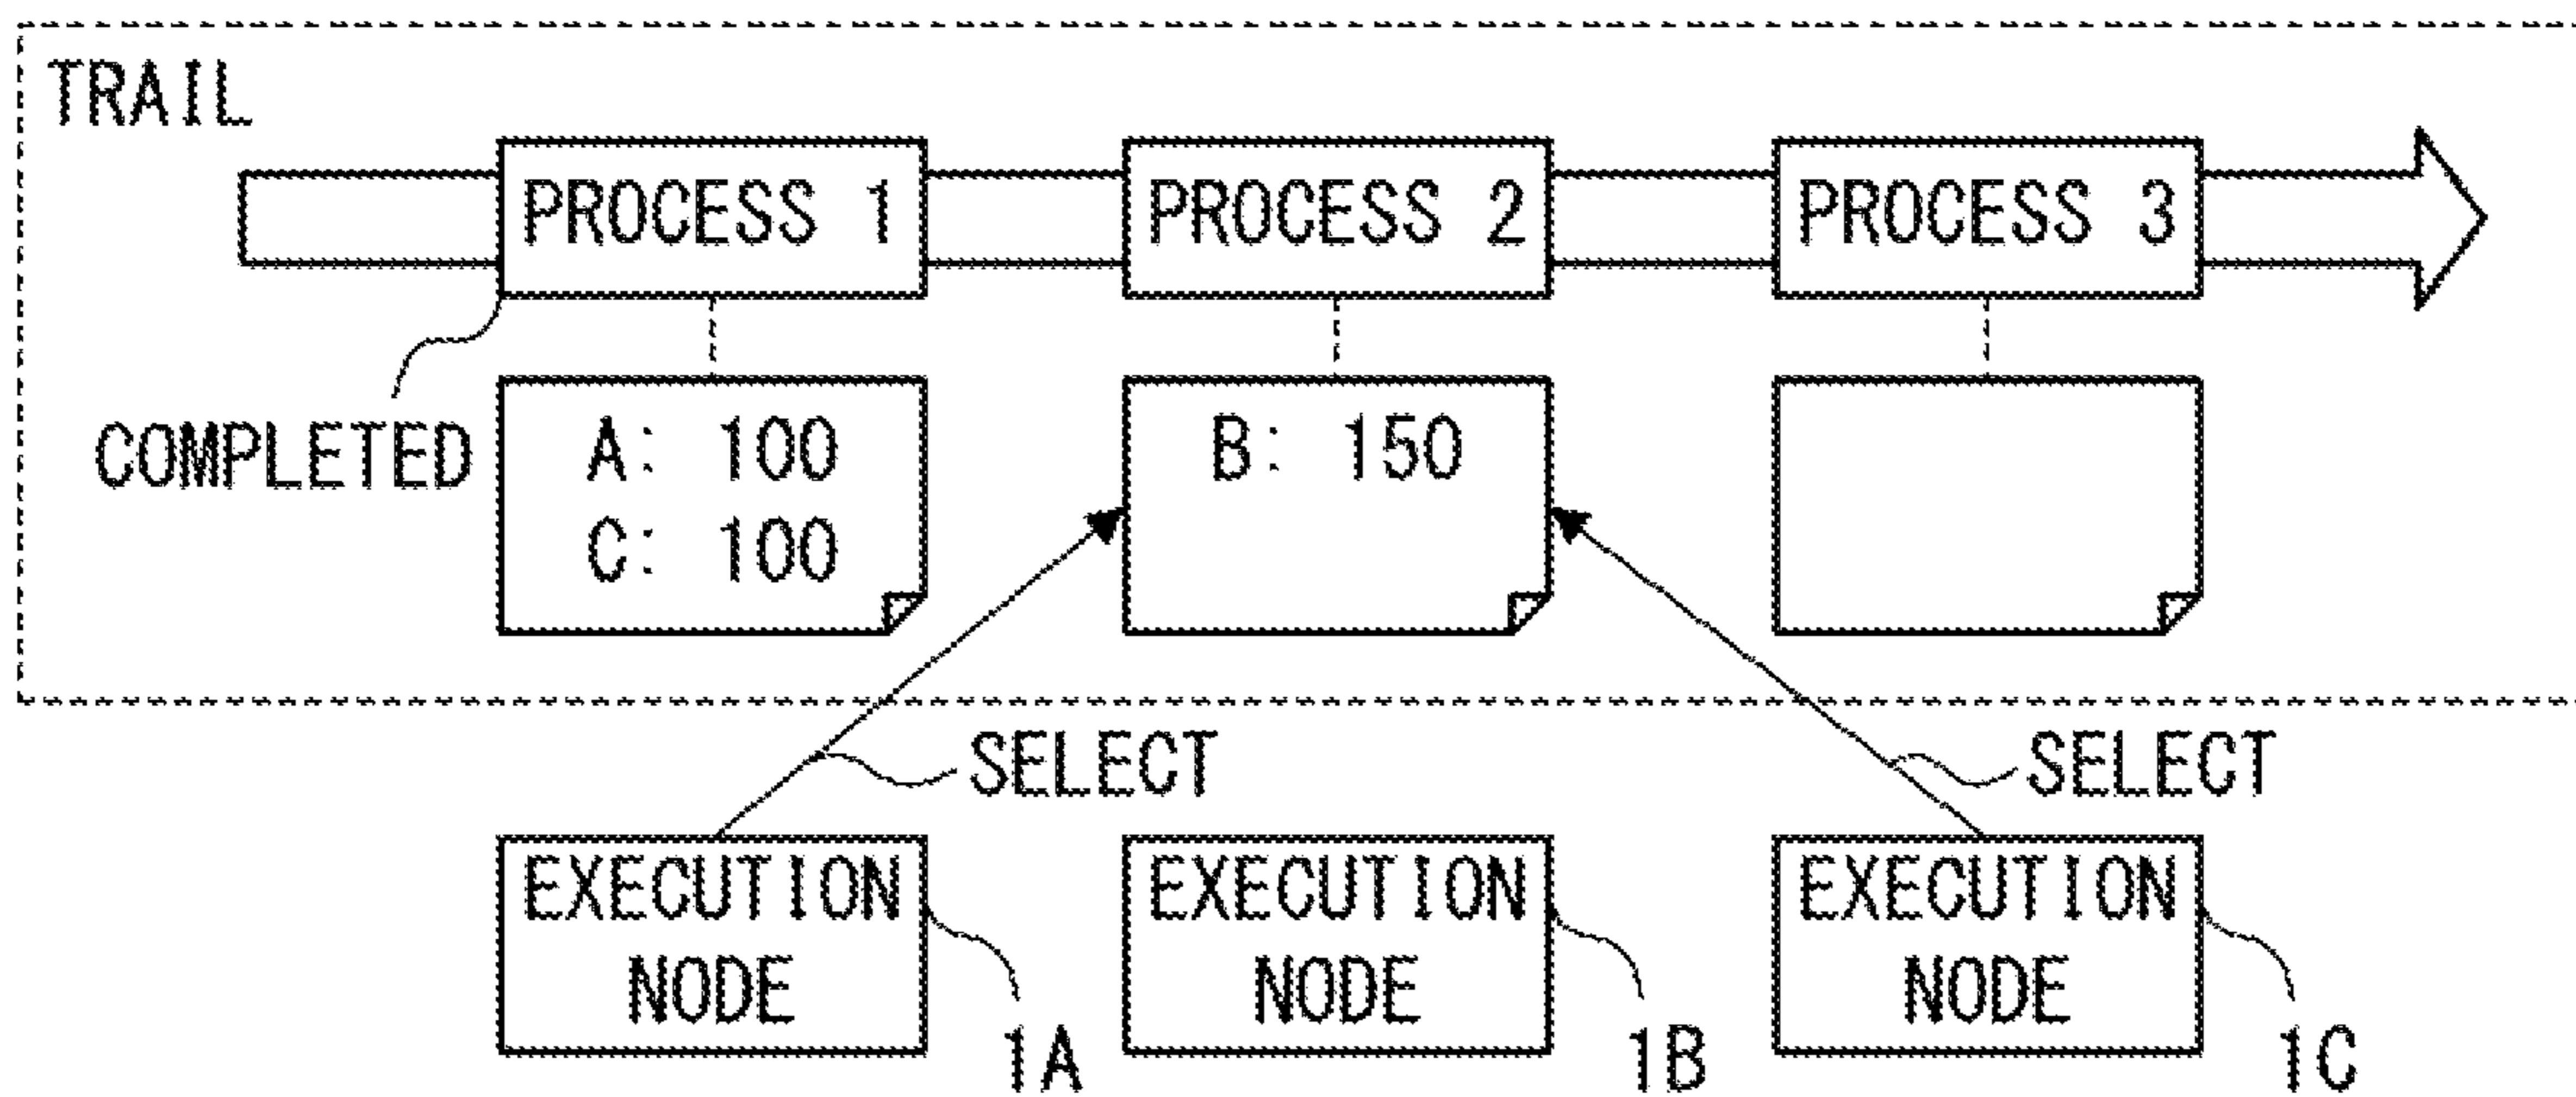 TRAIL
PROCESS 1
PROCESS 2
PROCESS 3
COMPLETED
A: 100
C: 100
B: 150
SELECT
SELECT
EXECUTION
NODE
1A
EXECUTION
NODE
1B
EXECUTION
NODE
1C